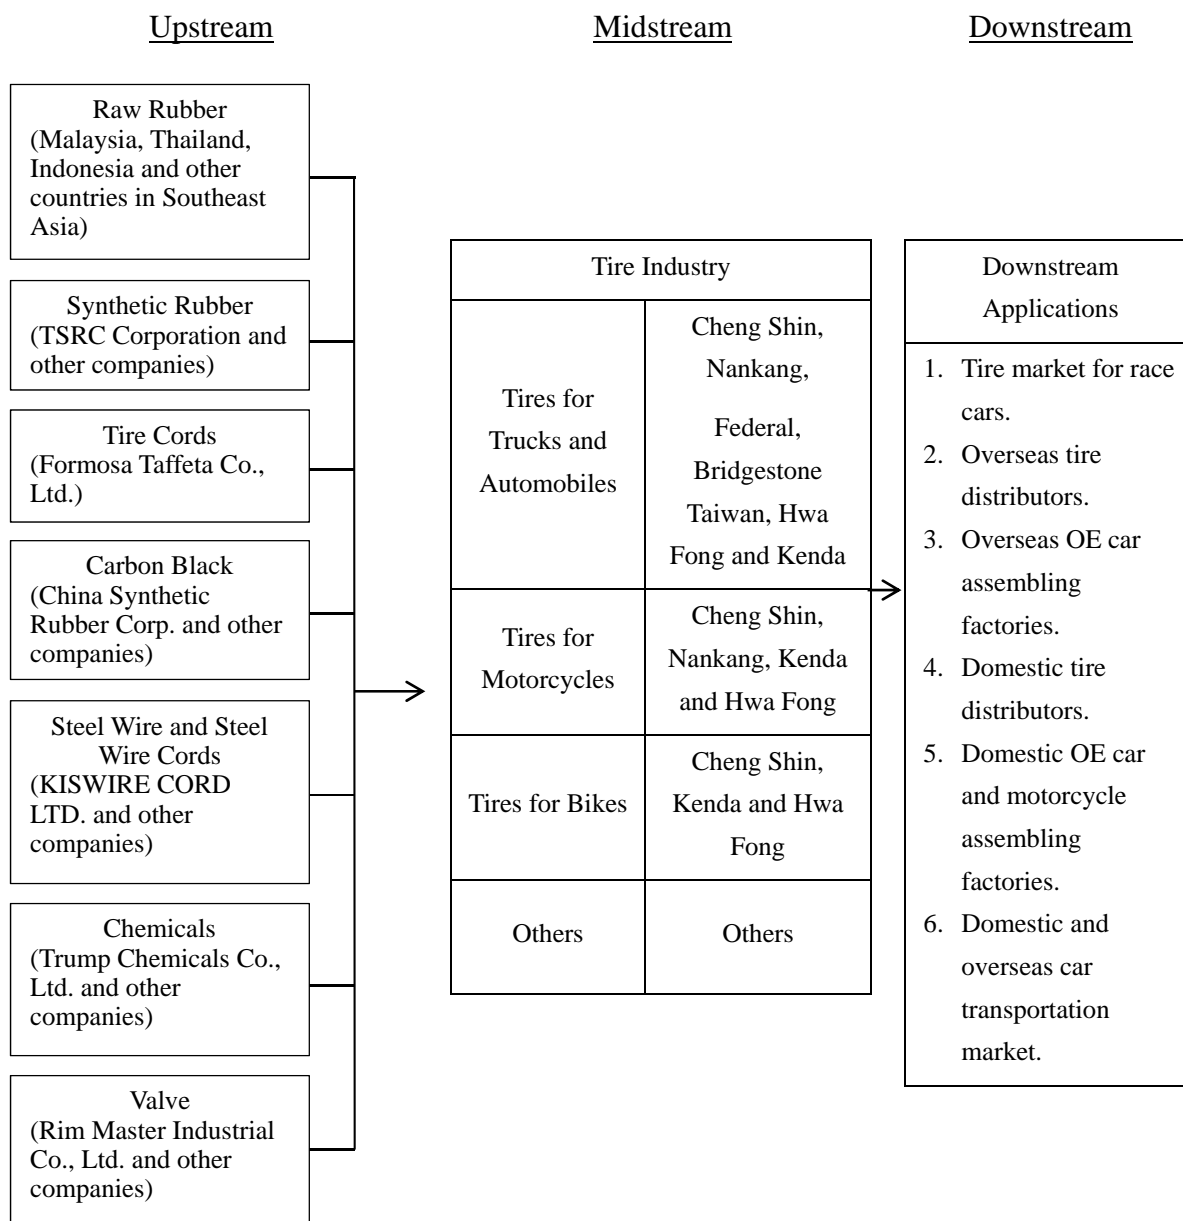 Upstream
Midstream
Downstream
Raw Rubber
(Malaysia, Thailand,
Indonesia and other
countries in Southeast
Asia)
Synthetic Rubber
(TSRC Corporation and
other companies)
Tire Cords
(Formosa Taffeta Co.,
Ltd.)
Carbon Black
(China Synthetic
Rubber Corp. and other
companies)
Steel Wire and Steel
Wire Cords
(KISWIRE CORD
LTD. and other
companies)
Chemicals
(Trump Chemicals Co.,
Ltd. and other
companies)
Valve
(Rim Master Industrial
Co., Ltd. and other
companies)
Tire Industry
Tires for
Trucks and
Automobiles
Cheng Shin,
Nankang,
Federal,
Bridgestone
Taiwan, Hwa
Fong and Kenda
Tires for
Motorcycles
Cheng Shin,
Nankang, Kenda
and Hwa Fong
Tires for Bikes
Cheng Shin,
Kenda and Hwa
Fong
Others
Others
Downstream
Applications
1. Tire market for race
cars.
2. Overseas tire
distributors.
3. Overseas OE car
assembling
factories.
4. Domestic tire
distributors.
5. Domestic OE car
and motorcycle
assembling
factories.
6. Domestic and
overseas car
transportation
market.